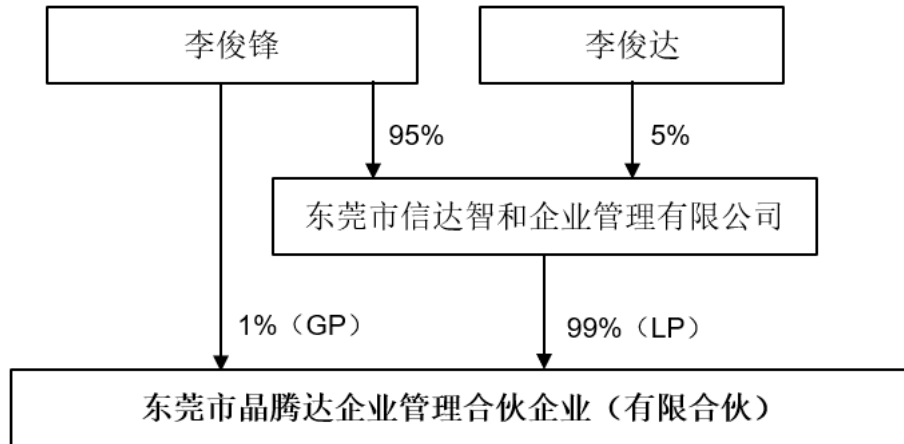 李俊锋
李俊达
95%
5%
东莞市信达智和企业管理有限公司
1%（GP）
99%（LP）
东莞市晶腾达企业管理合伙企业（有限合伙）